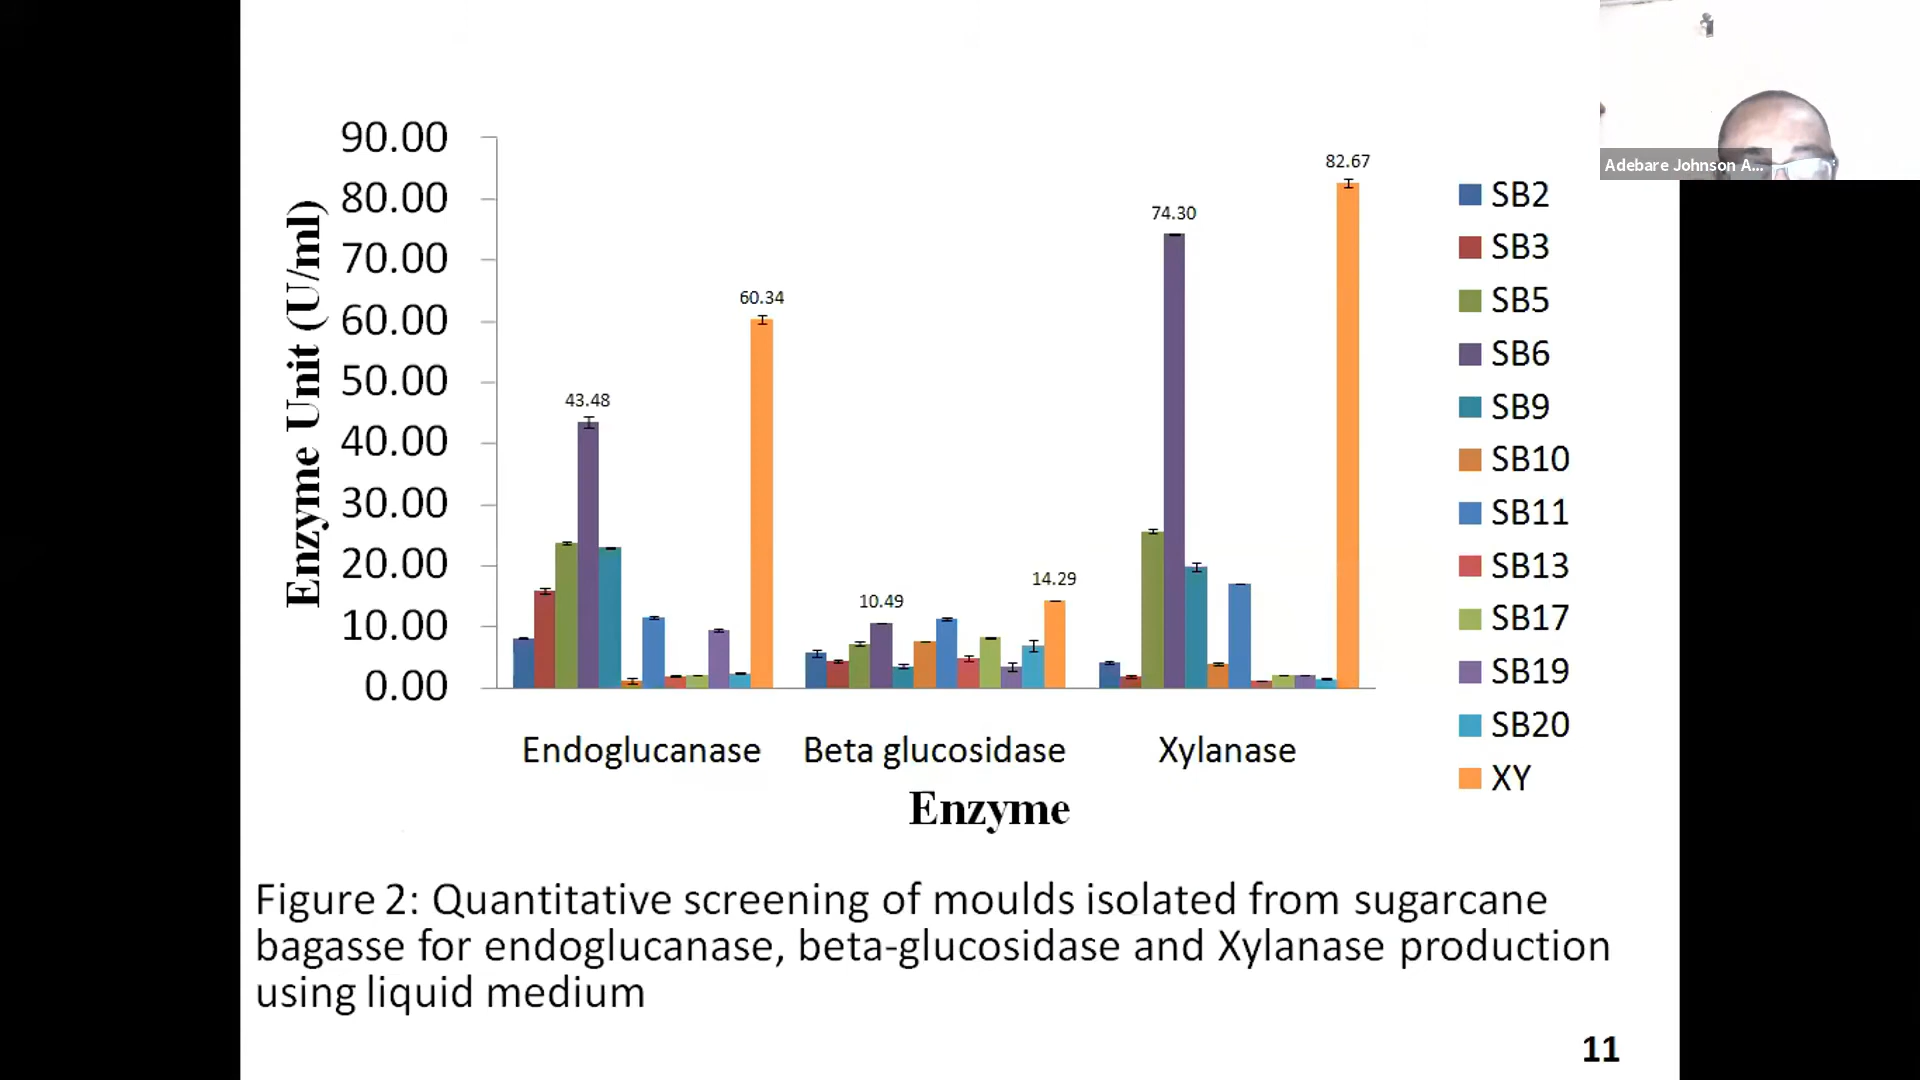 Adebare Johnson A...
90.00
80.00
70.00
60.00
50.00
40.00
30.00
20.00
10.00
0.00
Enzyme Unit (U/ml)
43.48
60.34
10.49
14.29
74.30
82.67
Endoglucanase
Beta glucosidase
Xylanase
Enzyme
SB2
SB3
SB5
SB6
SB9
SB10
SB11
SB13
SB17
SB19
SB20
XY
Figure 2: Quantitative screening of moulds isolated from sugarcane
bagasse for endoglucanase, beta-glucosidase and Xylanase production
using liquid medium
11